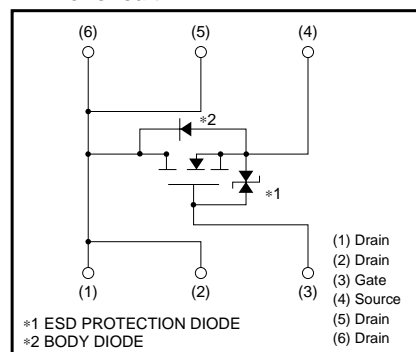 (6) (5) (4)
∗2
∗1
(1) (2) (3)
(1) Drain
(2) Drain
(3) Gate
(4) Source
(5) Drain
(6) Drain
∗1 ESD PROTECTION DIODE
∗2 BODY DIODE